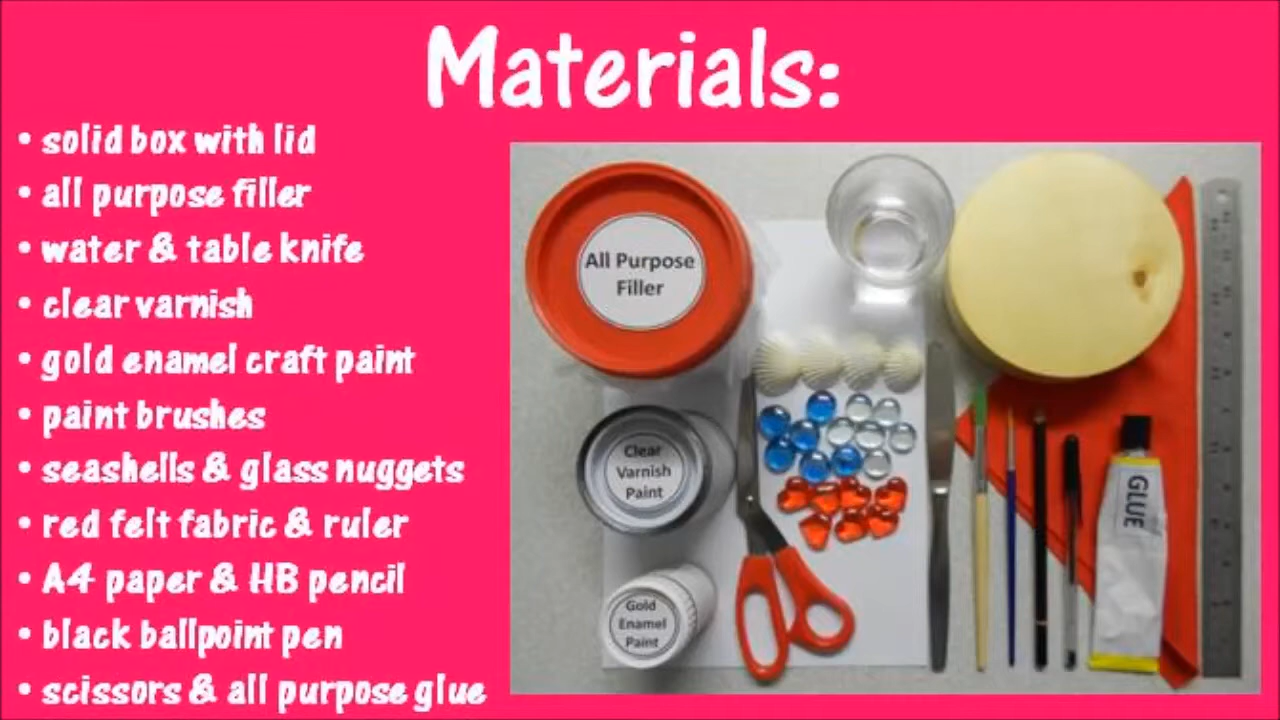 Materials:
• solid box with lid
• all purpose filler
• water & table knife
• clear varnish
• gold enamel craft paint
• paint brushes
• seashells & glass nuggets
• red felt fabric & ruler
• A4 paper & HB pencil
• black ballpoint pen
• scissors & all purpose glue
All Purpose
Filler
Clear
Varnish
Paint
Gold
Enamel
Paint
GLUE